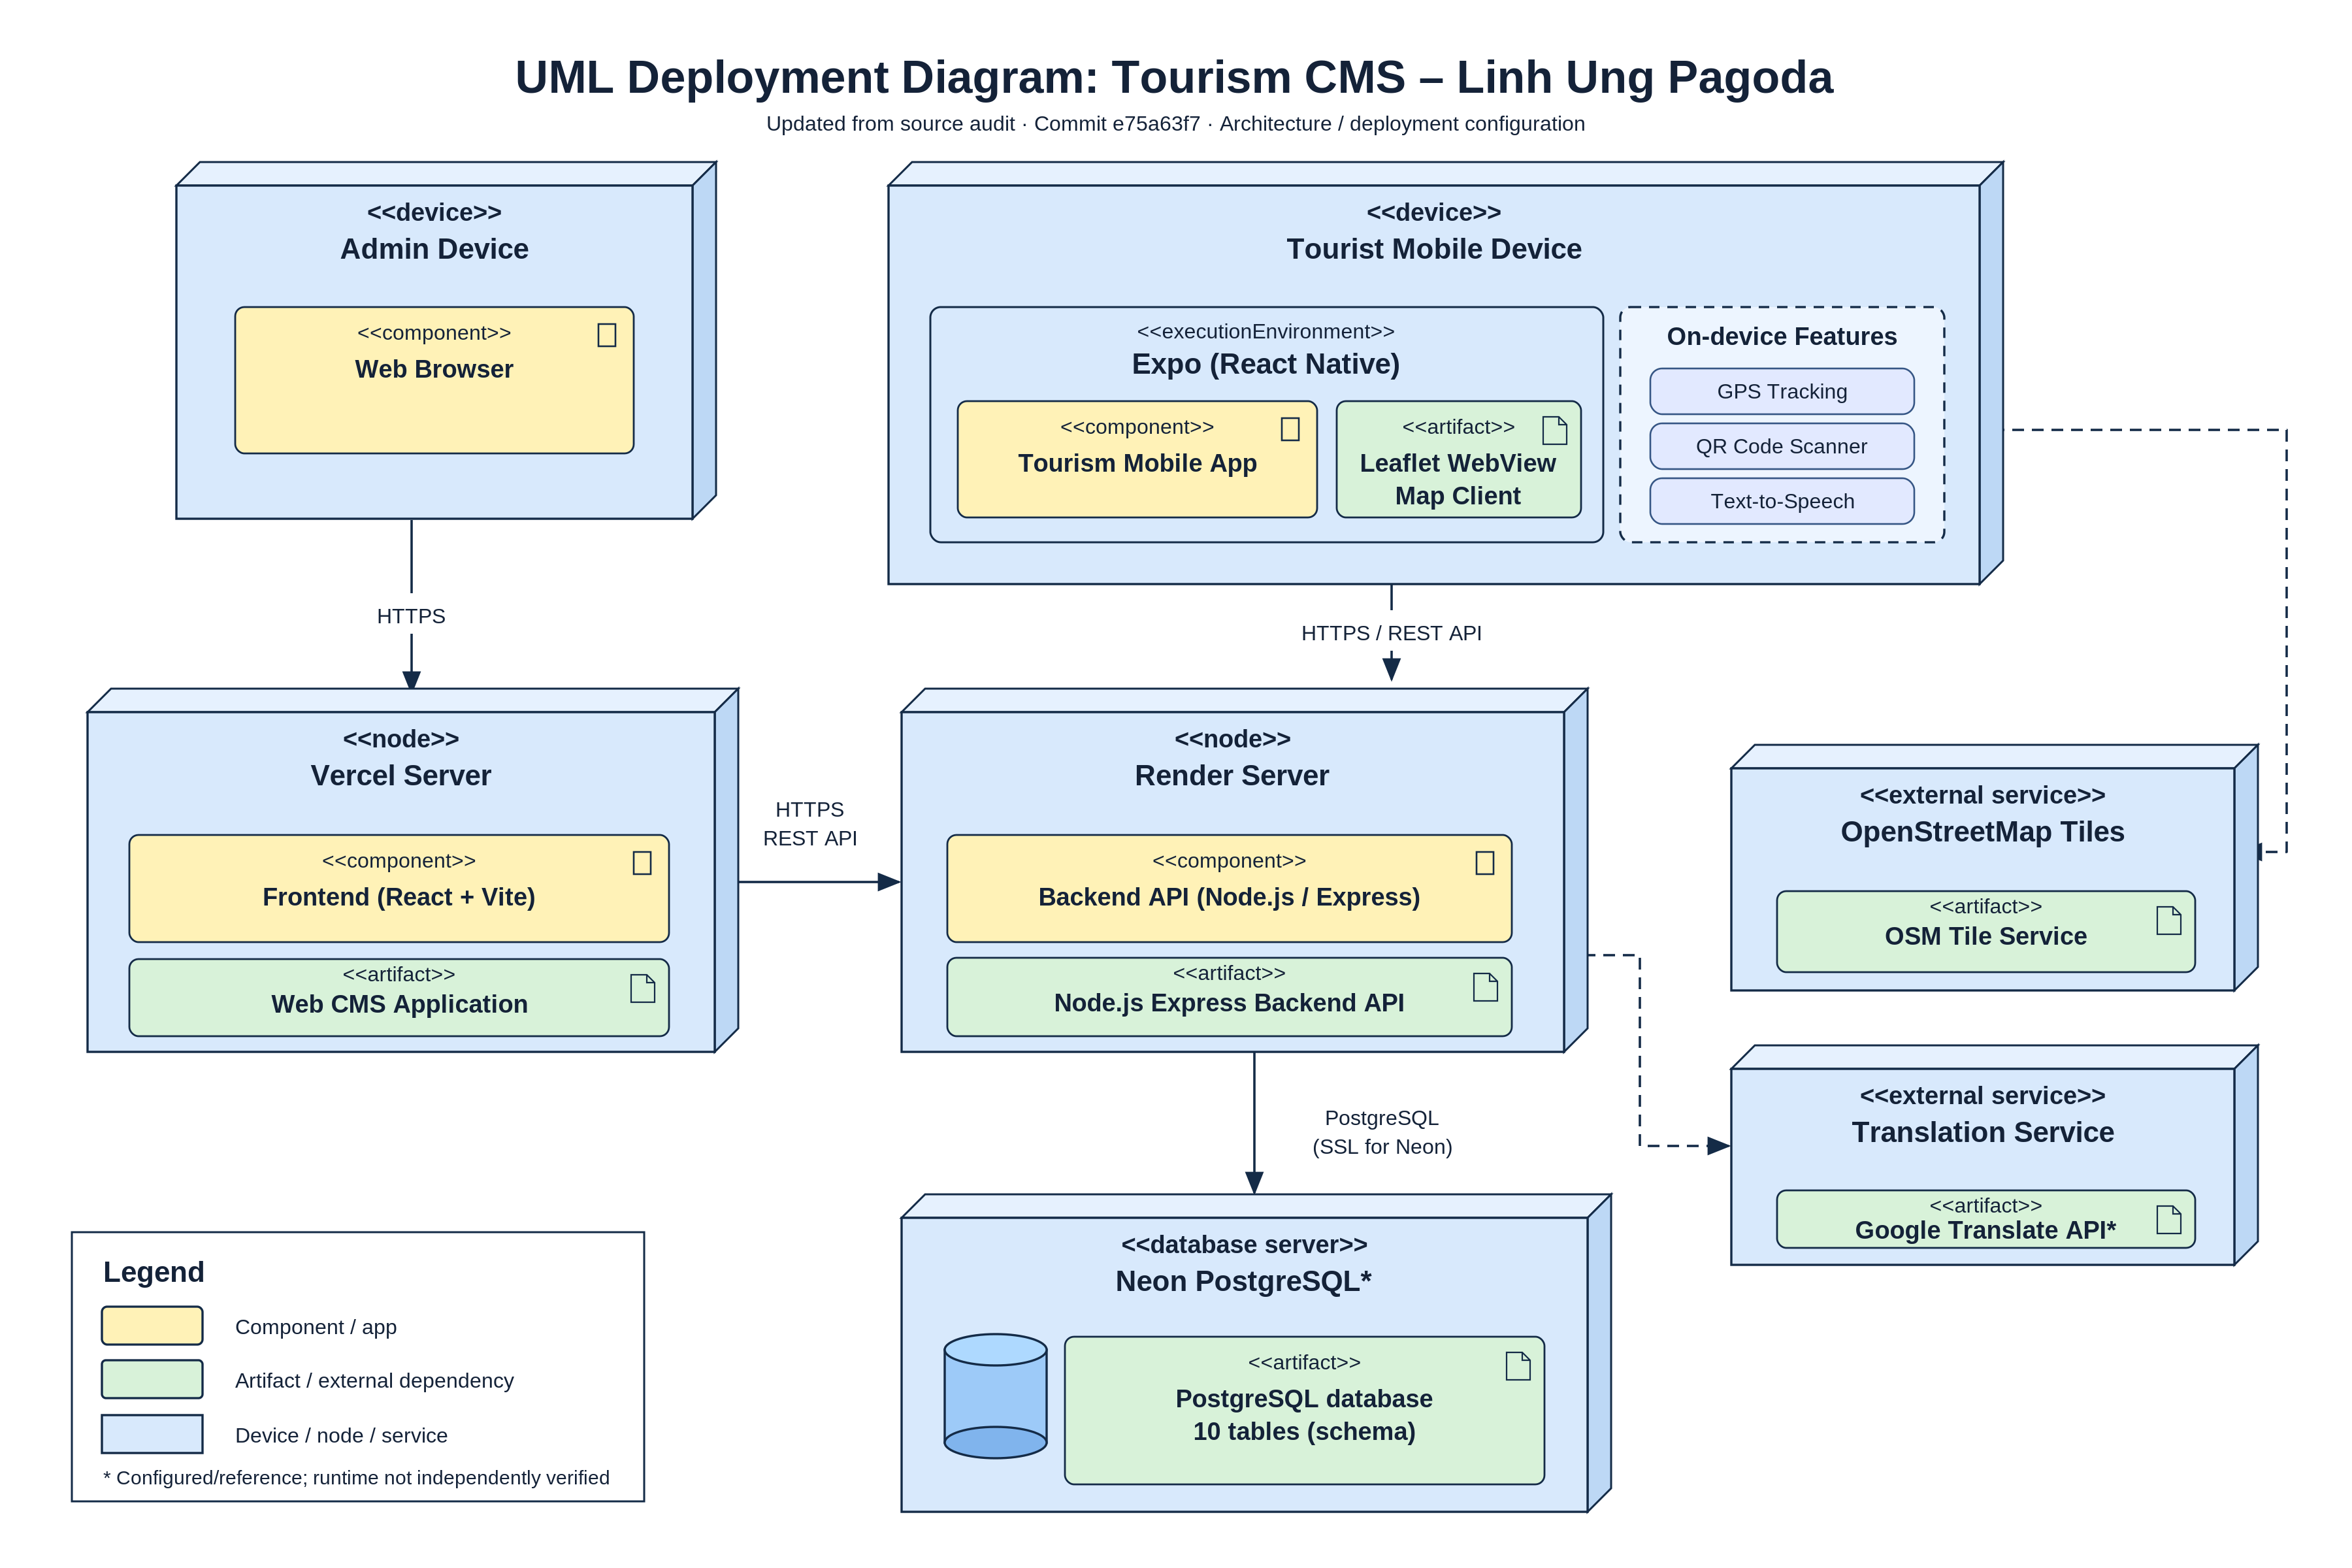 UML Deployment Diagram: Tourism CMS – Linh Ung Pagoda
Updated from source audit · Commit e75a63f7 · Architecture / deployment configuration
<<device>>
Admin Device
<<component>>
Web Browser
<<device>>
Tourist Mobile Device
<<executionEnvironment>>
Expo (React Native)
<<component>>
Tourism Mobile App
<<artifact>>
Leaflet WebView
Map Client
On-device Features
GPS Tracking
QR Code Scanner
Text-to-Speech
HTTPS
HTTPS / REST API
<<node>>
Vercel Server
<<component>>
Frontend (React + Vite)
<<artifact>>
Web CMS Application
HTTPS
REST API
<<node>>
Render Server
<<component>>
Backend API (Node.js / Express)
<<artifact>>
Node.js Express Backend API
<<external service>>
OpenStreetMap Tiles
<<artifact>>
OSM Tile Service
<<external service>>
Translation Service
<<artifact>>
Google Translate API*
PostgreSQL
(SSL for Neon)
<<database server>>
Neon PostgreSQL*
<<artifact>>
PostgreSQL database
10 tables (schema)
Legend
Component / app
Artifact / external dependency
Device / node / service
* Configured/reference; runtime not independently verified